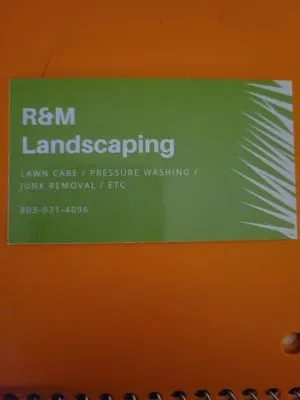 R&M
Landscaping
LAWN CARE / PRESSURE WASHING /
JUNK REMOVAL / ETC
803-931-4096